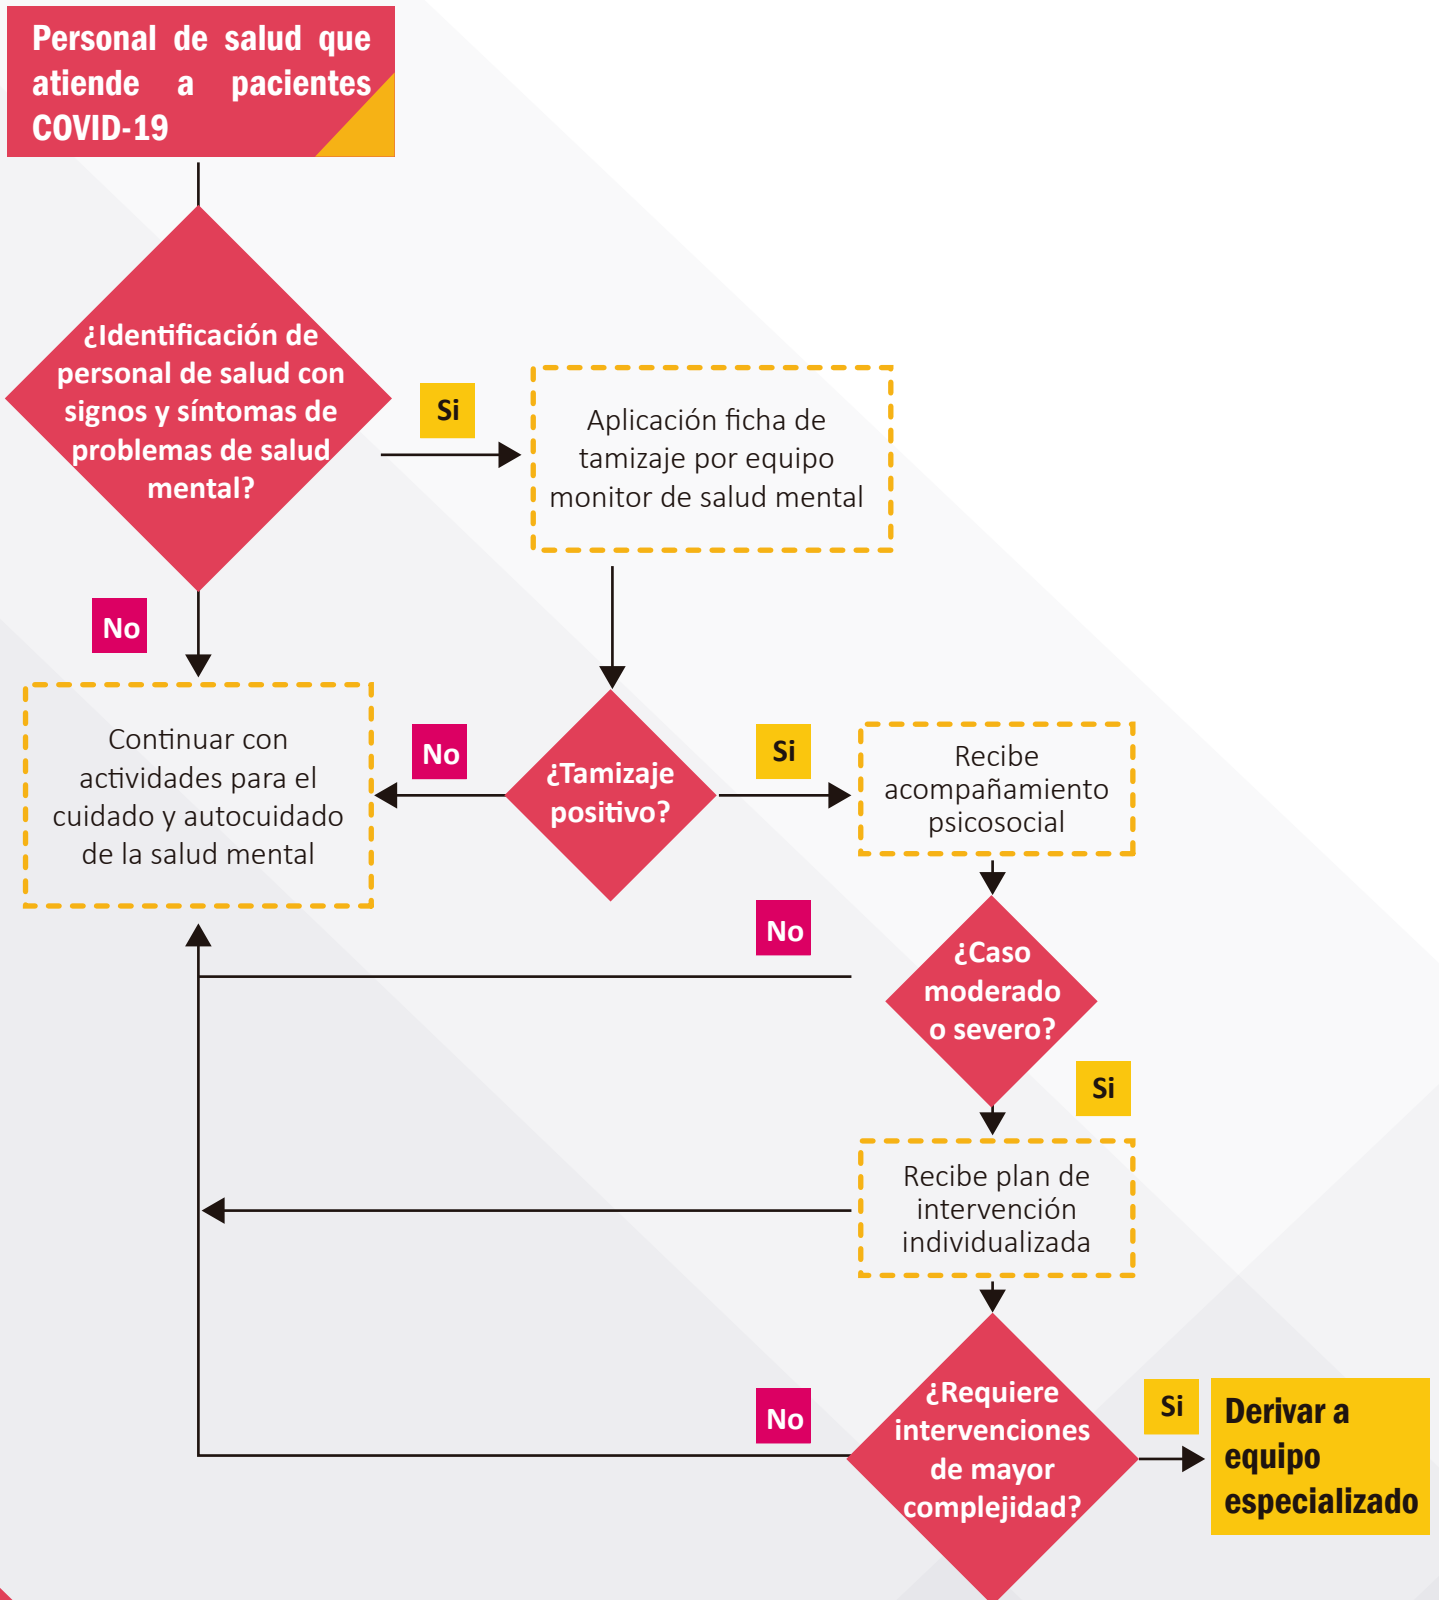 Personal de salud que
atiende a pacientes
COVID-19
¿Identificación de
personal de salud con
signos y síntomas de
problemas de salud
mental?
Si
Aplicación ficha de
tamizaje por equipo
monitor de salud mental
No
Continuar con
actividades para el
cuidado y autocuidado
de la salud mental
No
¿Tamizaje
positivo?
Si
Recibe
acompañamiento
psicosocial
No
¿Caso
moderado
o severo?
Si
Recibe plan de
intervención
individualizada
No
¿Requiere
intervenciones
de mayor
complejidad?
Si
Derivar a
equipo
especializado